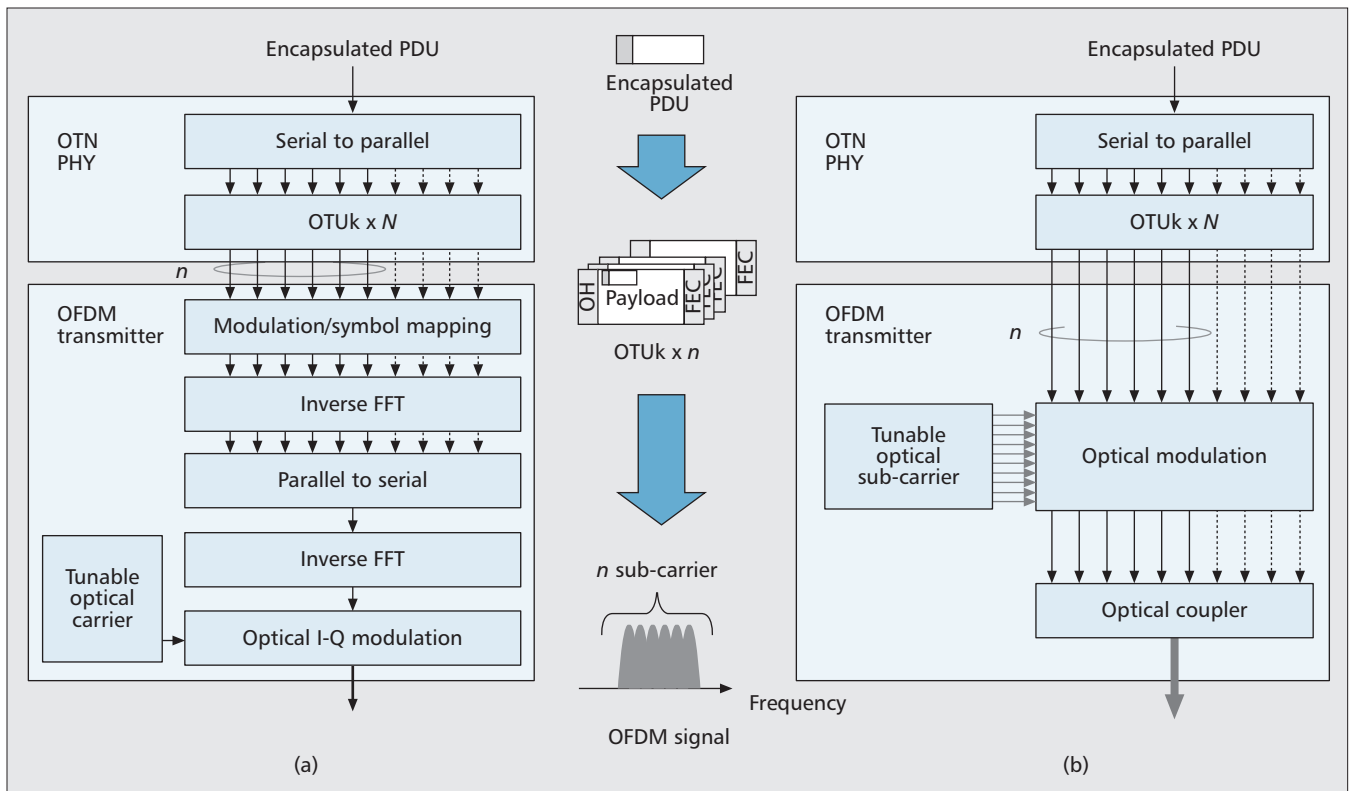 Encapsulated PDU
OTN
PHY
Serial to parallel
OTUk x N
n
OFDM
transmitter
Modulation/symbol mapping
Inverse FFT
Parallel to serial
Inverse FFT
Tunable
optical
carrier
Optical I-Q modulation
(a)
Encapsulated
PDU
OH
Payload
FEC
FEC
FEC
FEC
OTUk x n
n sub-carrier
Frequency
OFDM signal
Encapsulated PDU
OTN
PHY
Serial to parallel
OTUk x N
OFDM
transmitter
n
Tunable
optical
sub-carrier
Optical modulation
Optical coupler
(b)